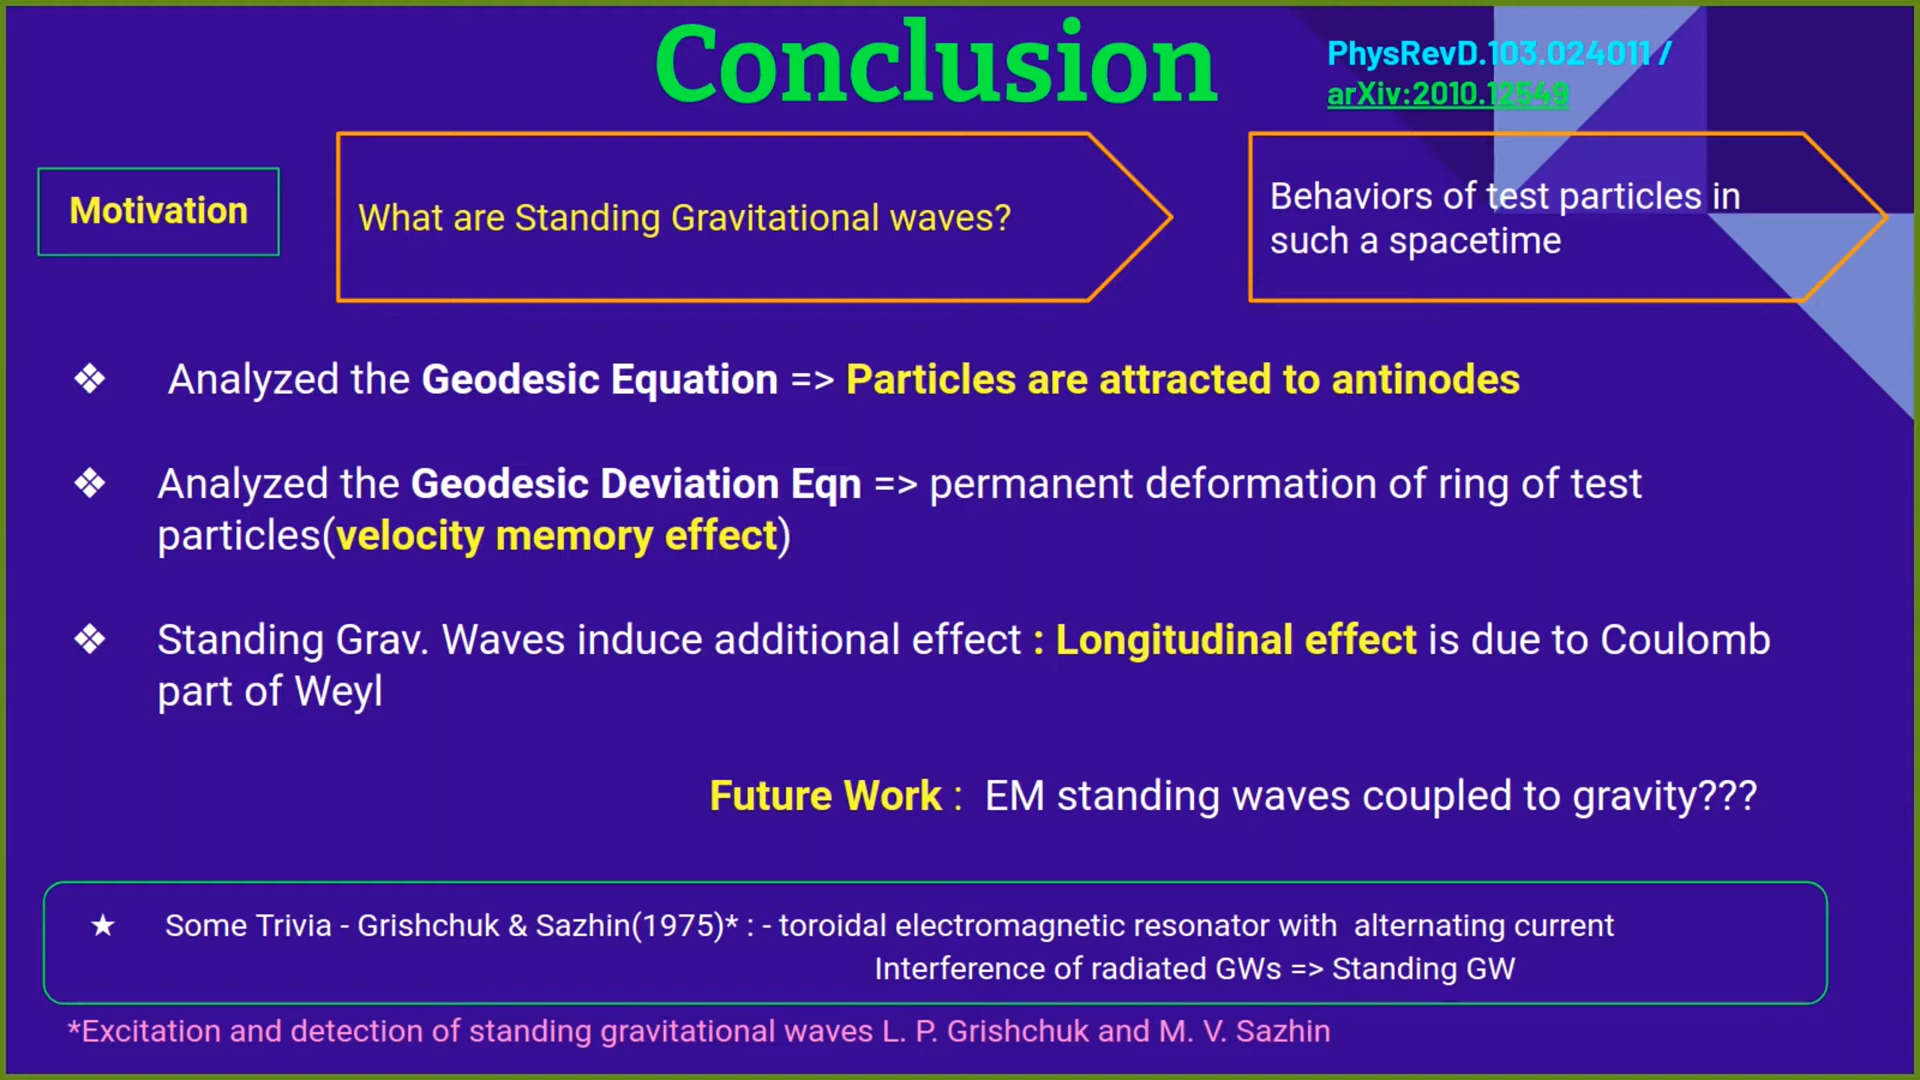 Conclusion
PhysRevD.103.024011 /
arXiv:2010.12549
Motivation
What are Standing Gravitational waves?
Behaviors of test particles in
such a spacetime
❖ Analyzed the Geodesic Equation => Particles are attracted to antinodes
❖ Analyzed the Geodesic Deviation Eqn => permanent deformation of ring of test
particles(velocity memory effect)
❖ Standing Grav. Waves induce additional effect : Longitudinal effect is due to Coulomb
part of Weyl
Future Work : EM standing waves coupled to gravity???
★ Some Trivia - Grishchuk & Sazhin(1975)* : - toroidal electromagnetic resonator with alternating current
Interference of radiated GWs => Standing GW
*Excitation and detection of standing gravitational waves L. P. Grishchuk and M. V. Sazhin